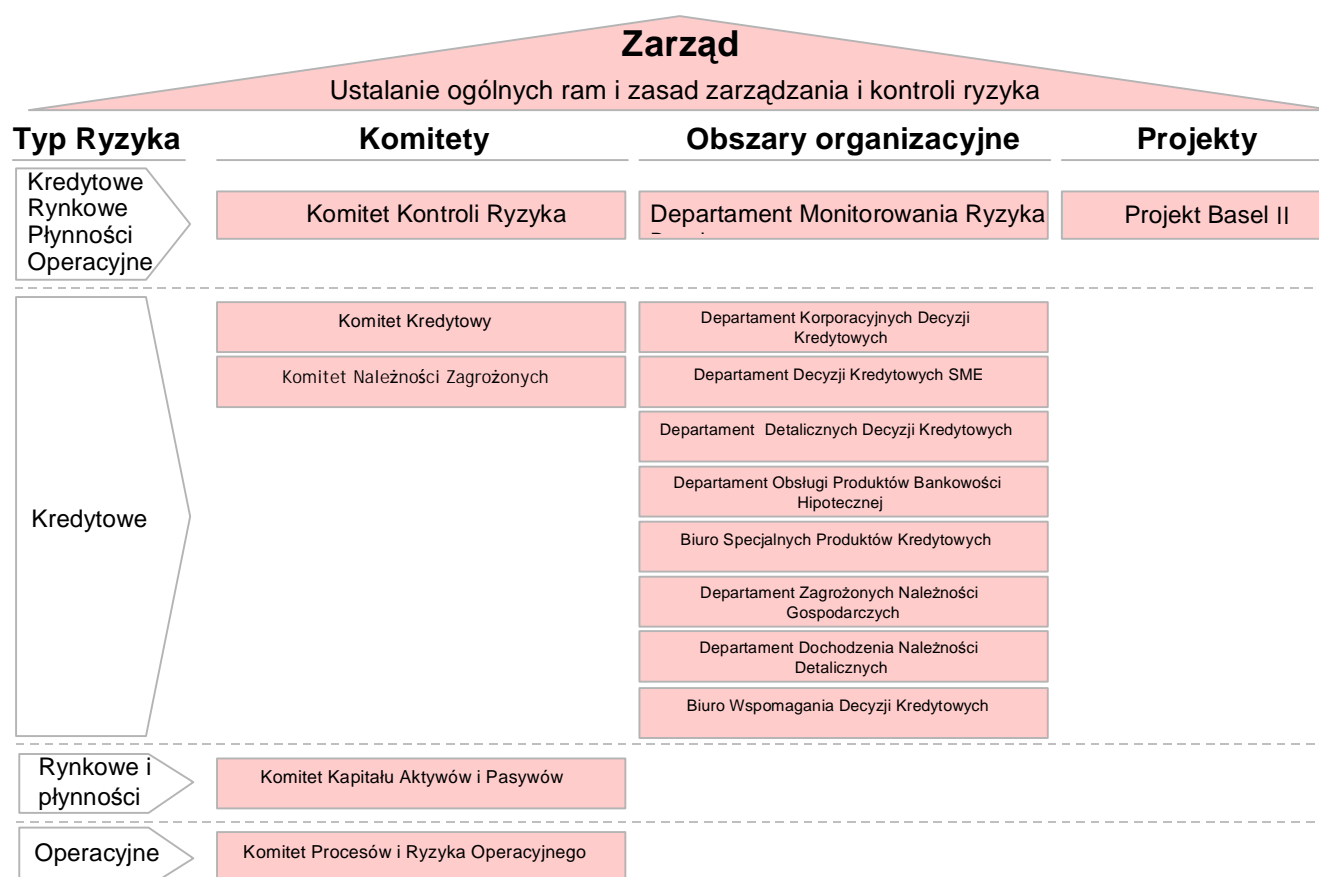 Zarząd
Ustalanie ogólnych ram i zasad zarządzania i kontroli ryzyka
Typ Ryzyka
Komitety
Obszary organizacyjne
Projekty
Kredytowe
Rynkowe
Płynności
Operacyjne
Komitet Kontroli Ryzyka
Departament Monitorowania Ryzyka
Projekt Basel II
Kredytowe
Komitet Kredytowy
Komitet Należności Zagrożonych
Departament Korporacyjnych Decyzji
Kredytowych
Departament Decyzji Kredytowych SME
Departament Detalicznych Decyzji Kredytowych
Departament Obsługi Produktów Bankowości
Hipotecznej
Biuro Specjalnych Produktów Kredytowych
Departament Zagrożonych Należności
Gospodarczych
Departament Dochodzenia Należności
Detalicznych
Biuro Wspomagania Decyzji Kredytowych
Rynkowe i
płynności
Komitet Kapitału Aktywów i Pasywów
Operacyjne
Komitet Procesów i Ryzyka Operacyjnego